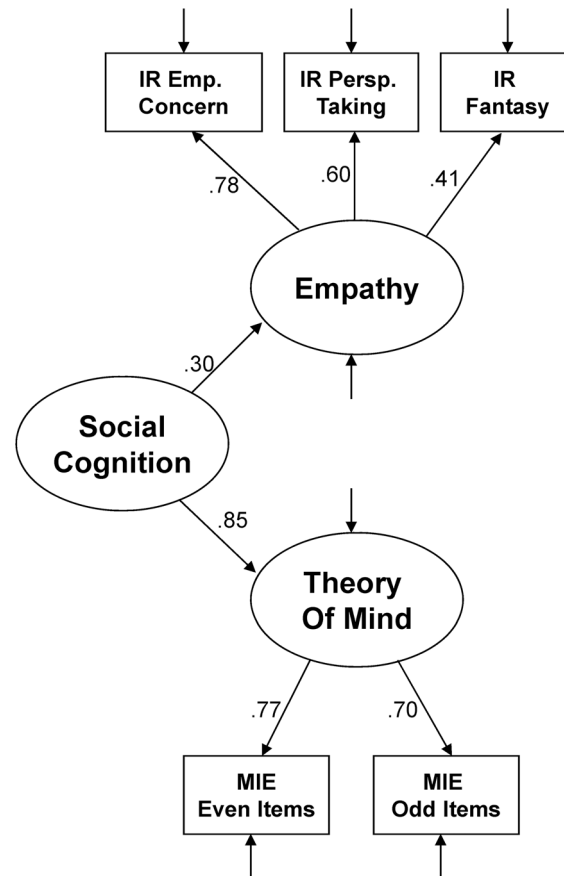 IR Emp.
Concern
IR Persp.
Taking
IR
Fantasy
.78
.60
.41
Empathy
.30
Social
Cognition
.85
Theory
Of Mind
.77
.70
MIE
Even Items
MIE
Odd Items